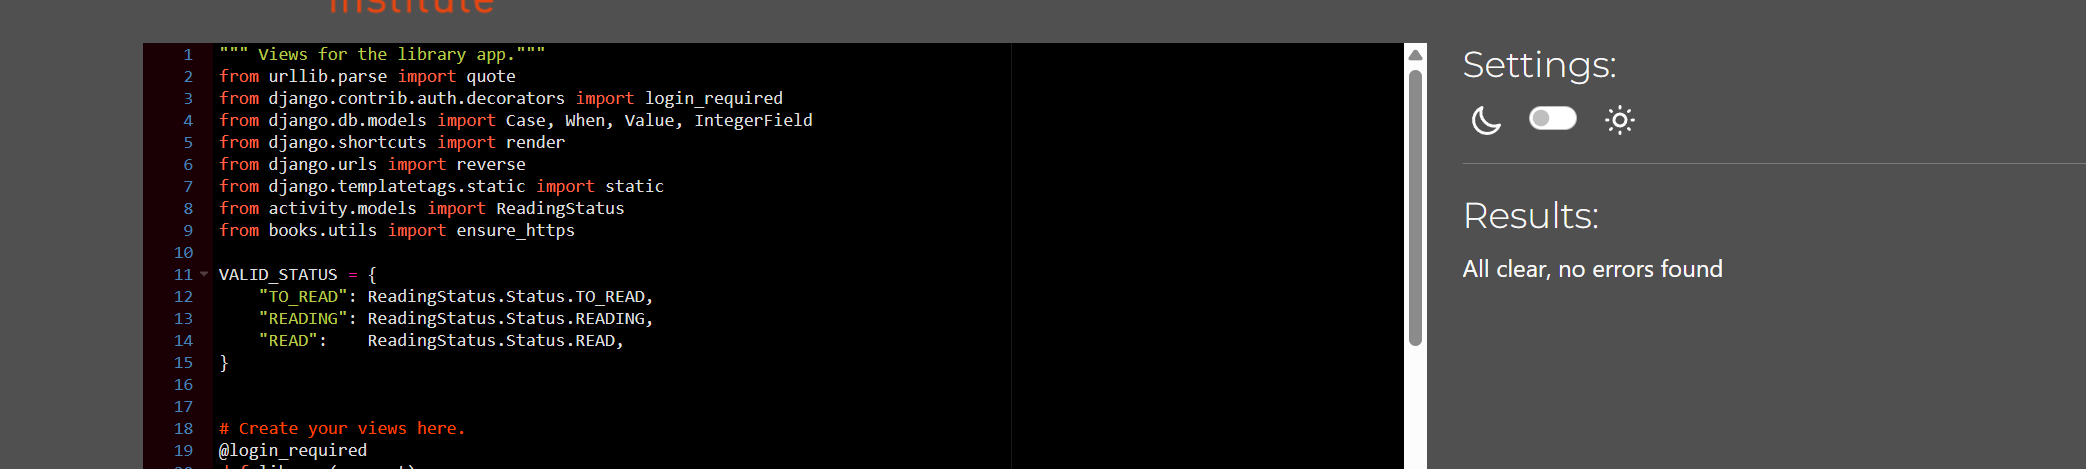 institute
1 """ Views for the library app."""
2 from urllib.parse import quote
3 from django.contrib.auth.decorators import login_required
4 from django.db.models import Case, When, Value, IntegerField
5 from django.shortcuts import render
6 from django.urls import reverse
7 from django.templatetags.static import static
8 from activity.models import ReadingStatus
9 from books.utils import ensure_https
10
11 VALID_STATUS = {
12     "TO_READ": ReadingStatus.Status.TO_READ,
13     "READING": ReadingStatus.Status.READING,
14     "READ":    ReadingStatus.Status.READ,
15 }
16
17
18 # Create your views here.
19 @login_required
Settings:
Results:
All clear, no errors found